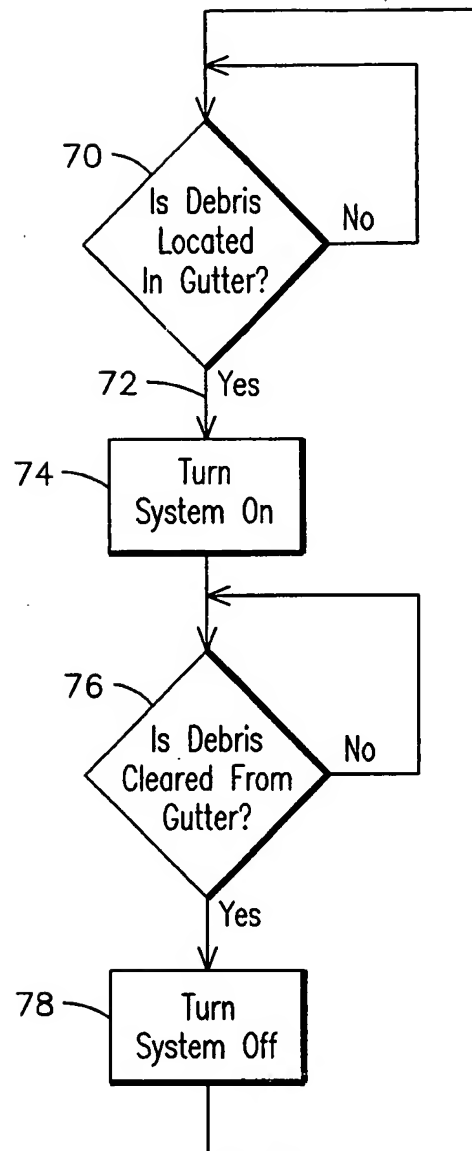 70
Is Debris
Located
In Gutter?
No
72
Yes
74
Turn
System On
76
Is Debris
Cleared From
Gutter?
No
Yes
78
Turn
System Off